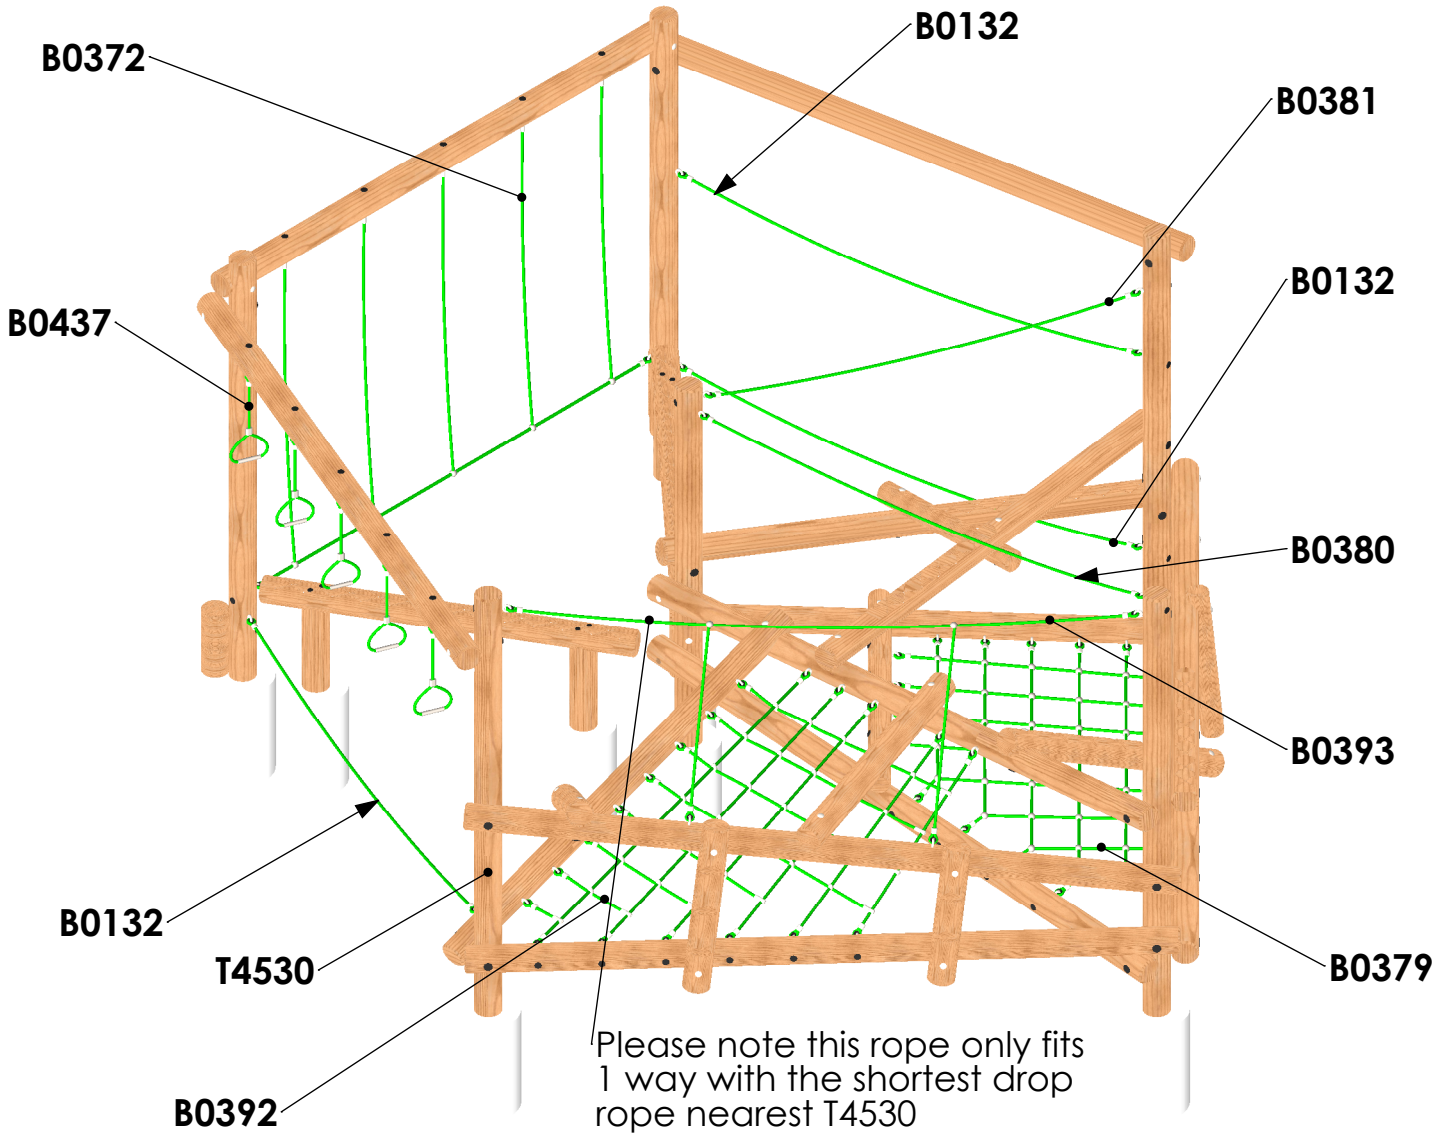 B0132
B0372
B0381
B0132
B0437
B0380
B0393
B0132
T4530
B0379
Please note this rope only fits
1 way with the shortest drop
rope nearest T4530
B0392